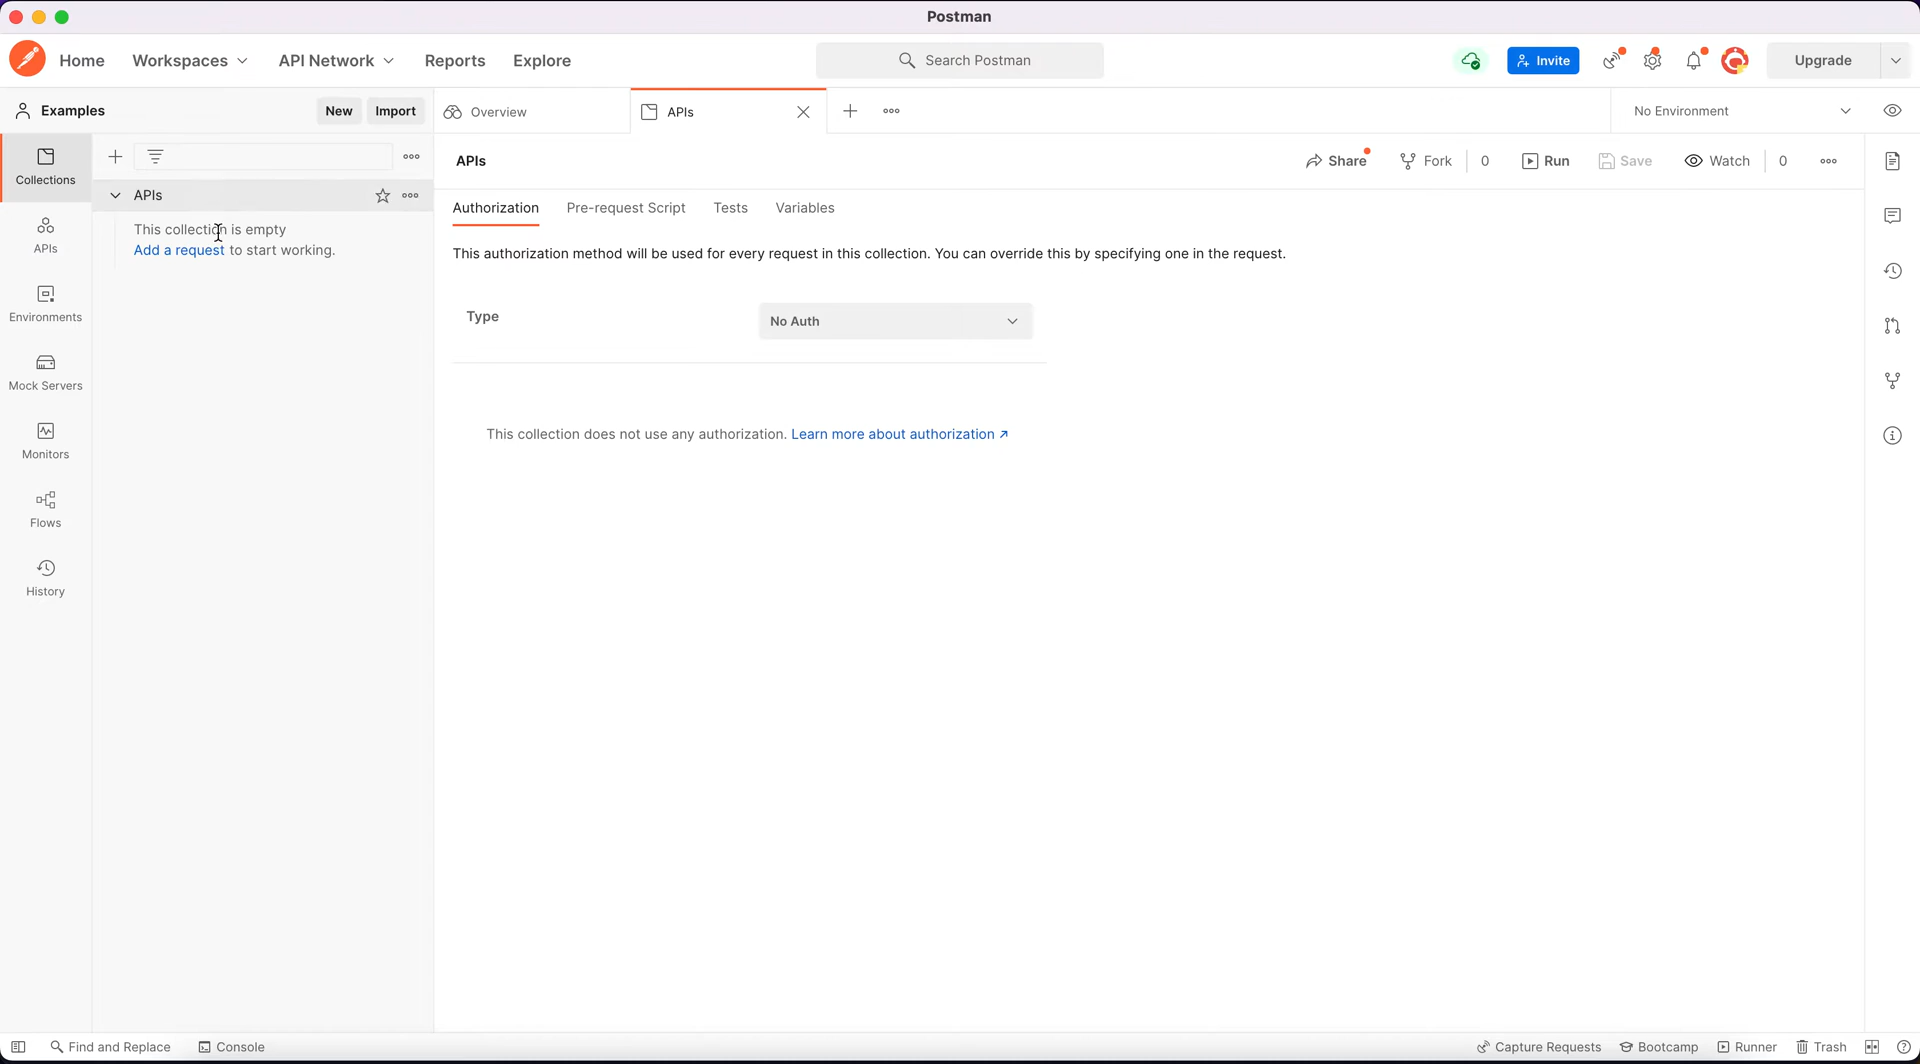 Postman
Home Workspaces API Network Reports Explore Search Postman Invite Upgrade
Examples New Import Overview APIs No Environment
Collections
APIs
This collection is empty
Add a request to start working.
APIs
Environments
Mock Servers
Monitors
Flows
History
APIs Share Fork 0 Run Save Watch 0
Authorization Pre-request Script Tests Variables
This authorization method will be used for every request in this collection. You can override this by specifying one in the request.
Type No Auth
This collection does not use any authorization. Learn more about authorization ↗
Find and Replace Console Capture Requests Bootcamp Runner Trash